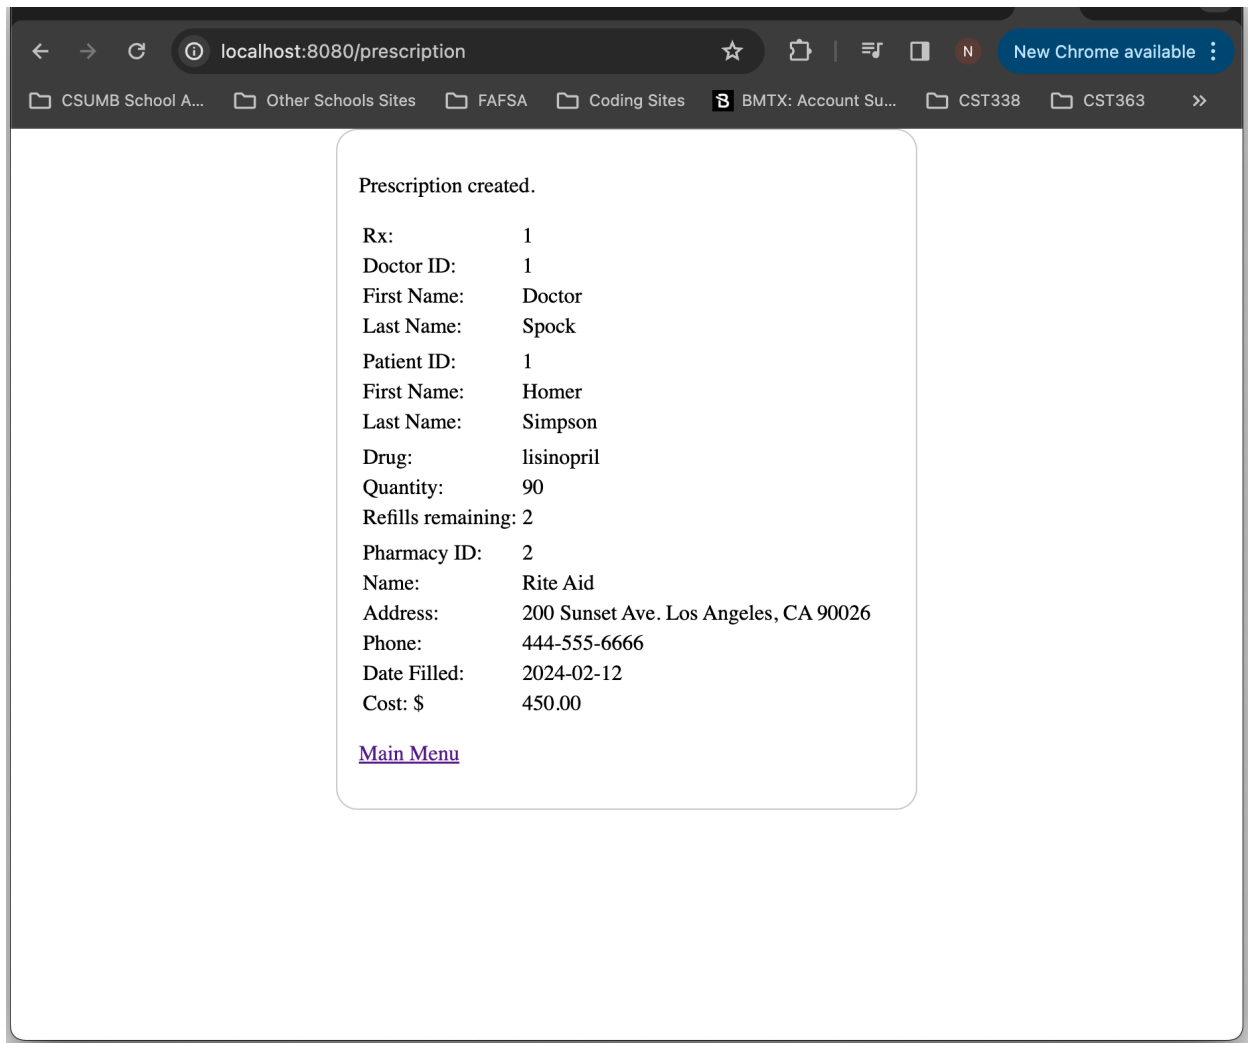 localhost:8080/prescription
N
New Chrome available
CSUMB School A...
Other Schools Sites
FAFSA
Coding Sites
B
BMTX: Account Su...
CST338
CST363
Prescription created.
Rx: 1
Doctor ID: 1
First Name: Doctor
Last Name: Spock
Patient ID: 1
First Name: Homer
Last Name: Simpson
Drug: lisinopril
Quantity: 90
Refills remaining: 2
Pharmacy ID: 2
Name: Rite Aid
Address: 200 Sunset Ave. Los Angeles, CA 90026
Phone: 444-555-6666
Date Filled: 2024-02-12
Cost: $ 450.00
Main Menu